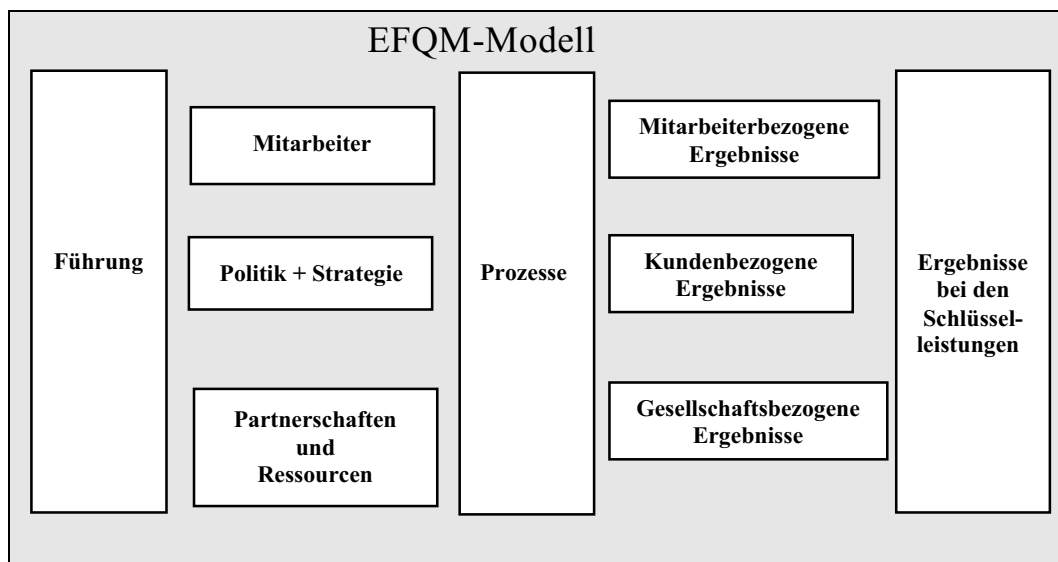 EFQM-Modell
Führung
Mitarbeiter
Politik + Strategie
Partnerschaften
und
Ressourcen
Prozesse
Mitarbeiterbezogene
Ergebnisse
Kundenbezogene
Ergebnisse
Gesellschaftsbezogene
Ergebnisse
Ergebnisse
bei den
Schlüssel-
leistungen